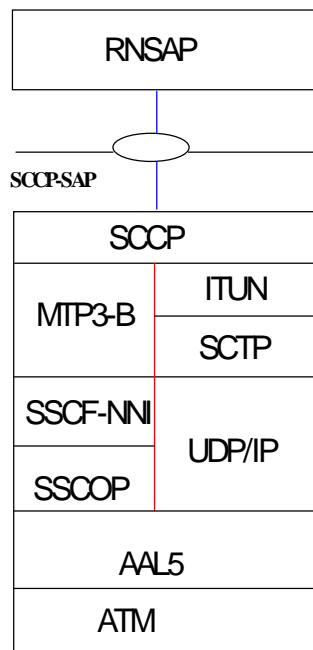 RNSAP
SCCP-SAP
SCCP
MTP3-B
ITUN
SCTP
SSCF-NNI
UDP/IP
SSCOP
AAL5
ATM